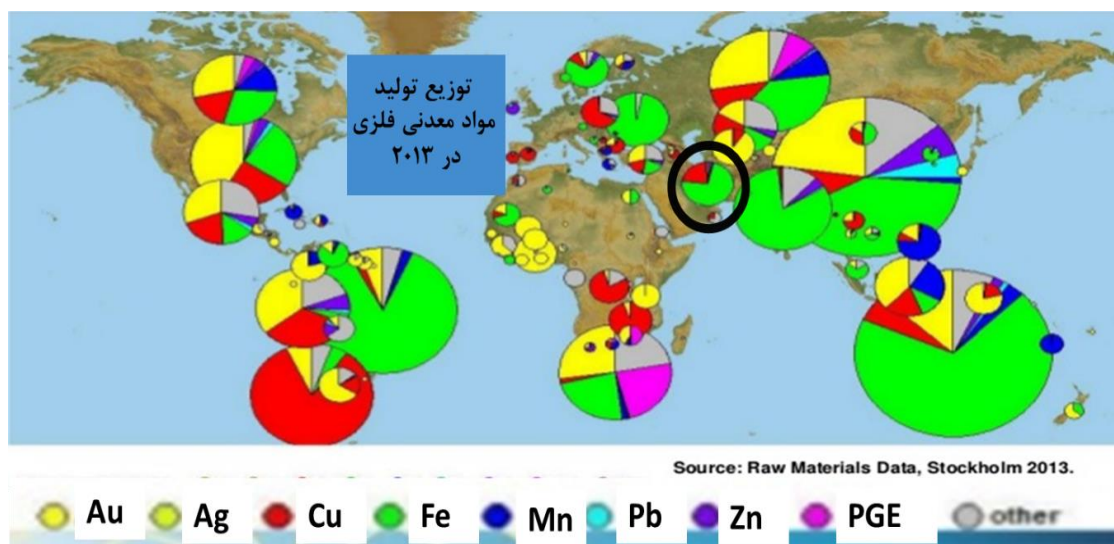 توزیع تولید
مواد معدنی فلزی
در ۲۰۱۳
Source: Raw Materials Data, Stockholm 2013.
Au Ag Cu Fe Mn Pb Zn PGE other